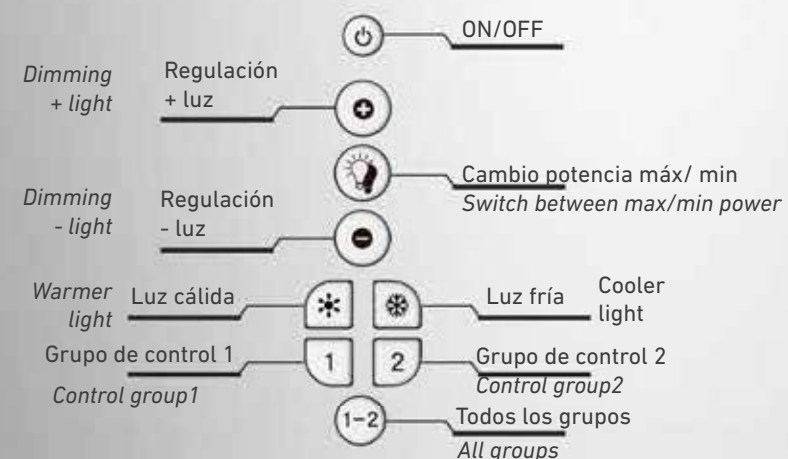 ON/OFF
Dimming
+ light
Regulación
+ luz
Cambio potencia máx/ min
Switch between max/min power
Dimming
- light
Regulación
- luz
Warmer
light
Luz cálida
Luz fría
Cooler
light
Grupo de control 1
Control group1
1
2
Grupo de control 2
Control group2
1-2
Todos los grupos
All groups